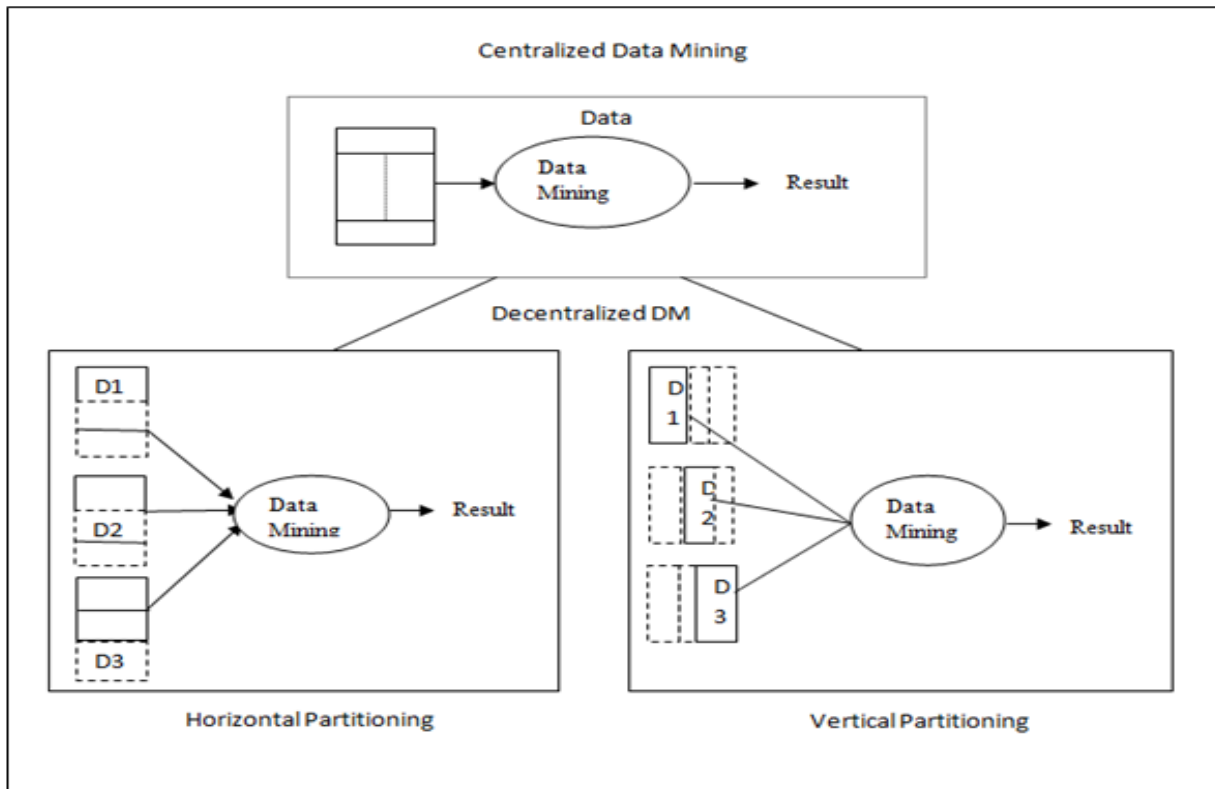 Centralized Data Mining
Data
Data
Mining
Result
Decentralized DM
D1
D2
D3
Data
Mining
Result
D
1
D
2
D
3
Data
Mining
Result
Horizontal Partitioning
Vertical Partitioning